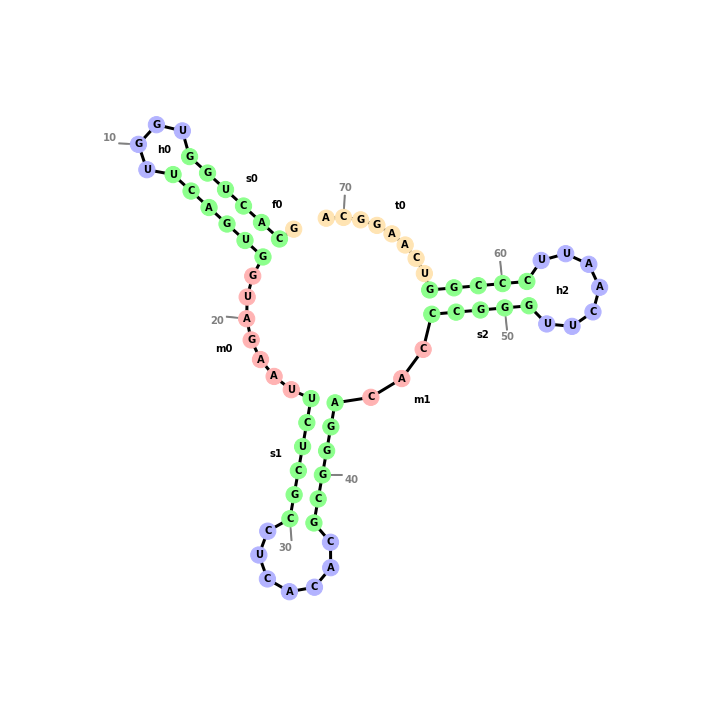 f0
G
s0
C A C U G G
h0
U G G U
10
U C A G U G
m0
G U A G A A U
20
s1
U C U C G C
30
C U C A C A C
G C G G G A
40
m1
C A C
s2
C C G G G
50
h2
U U C A A U U
C C C G G
60
t0
U C A A G G C A
70